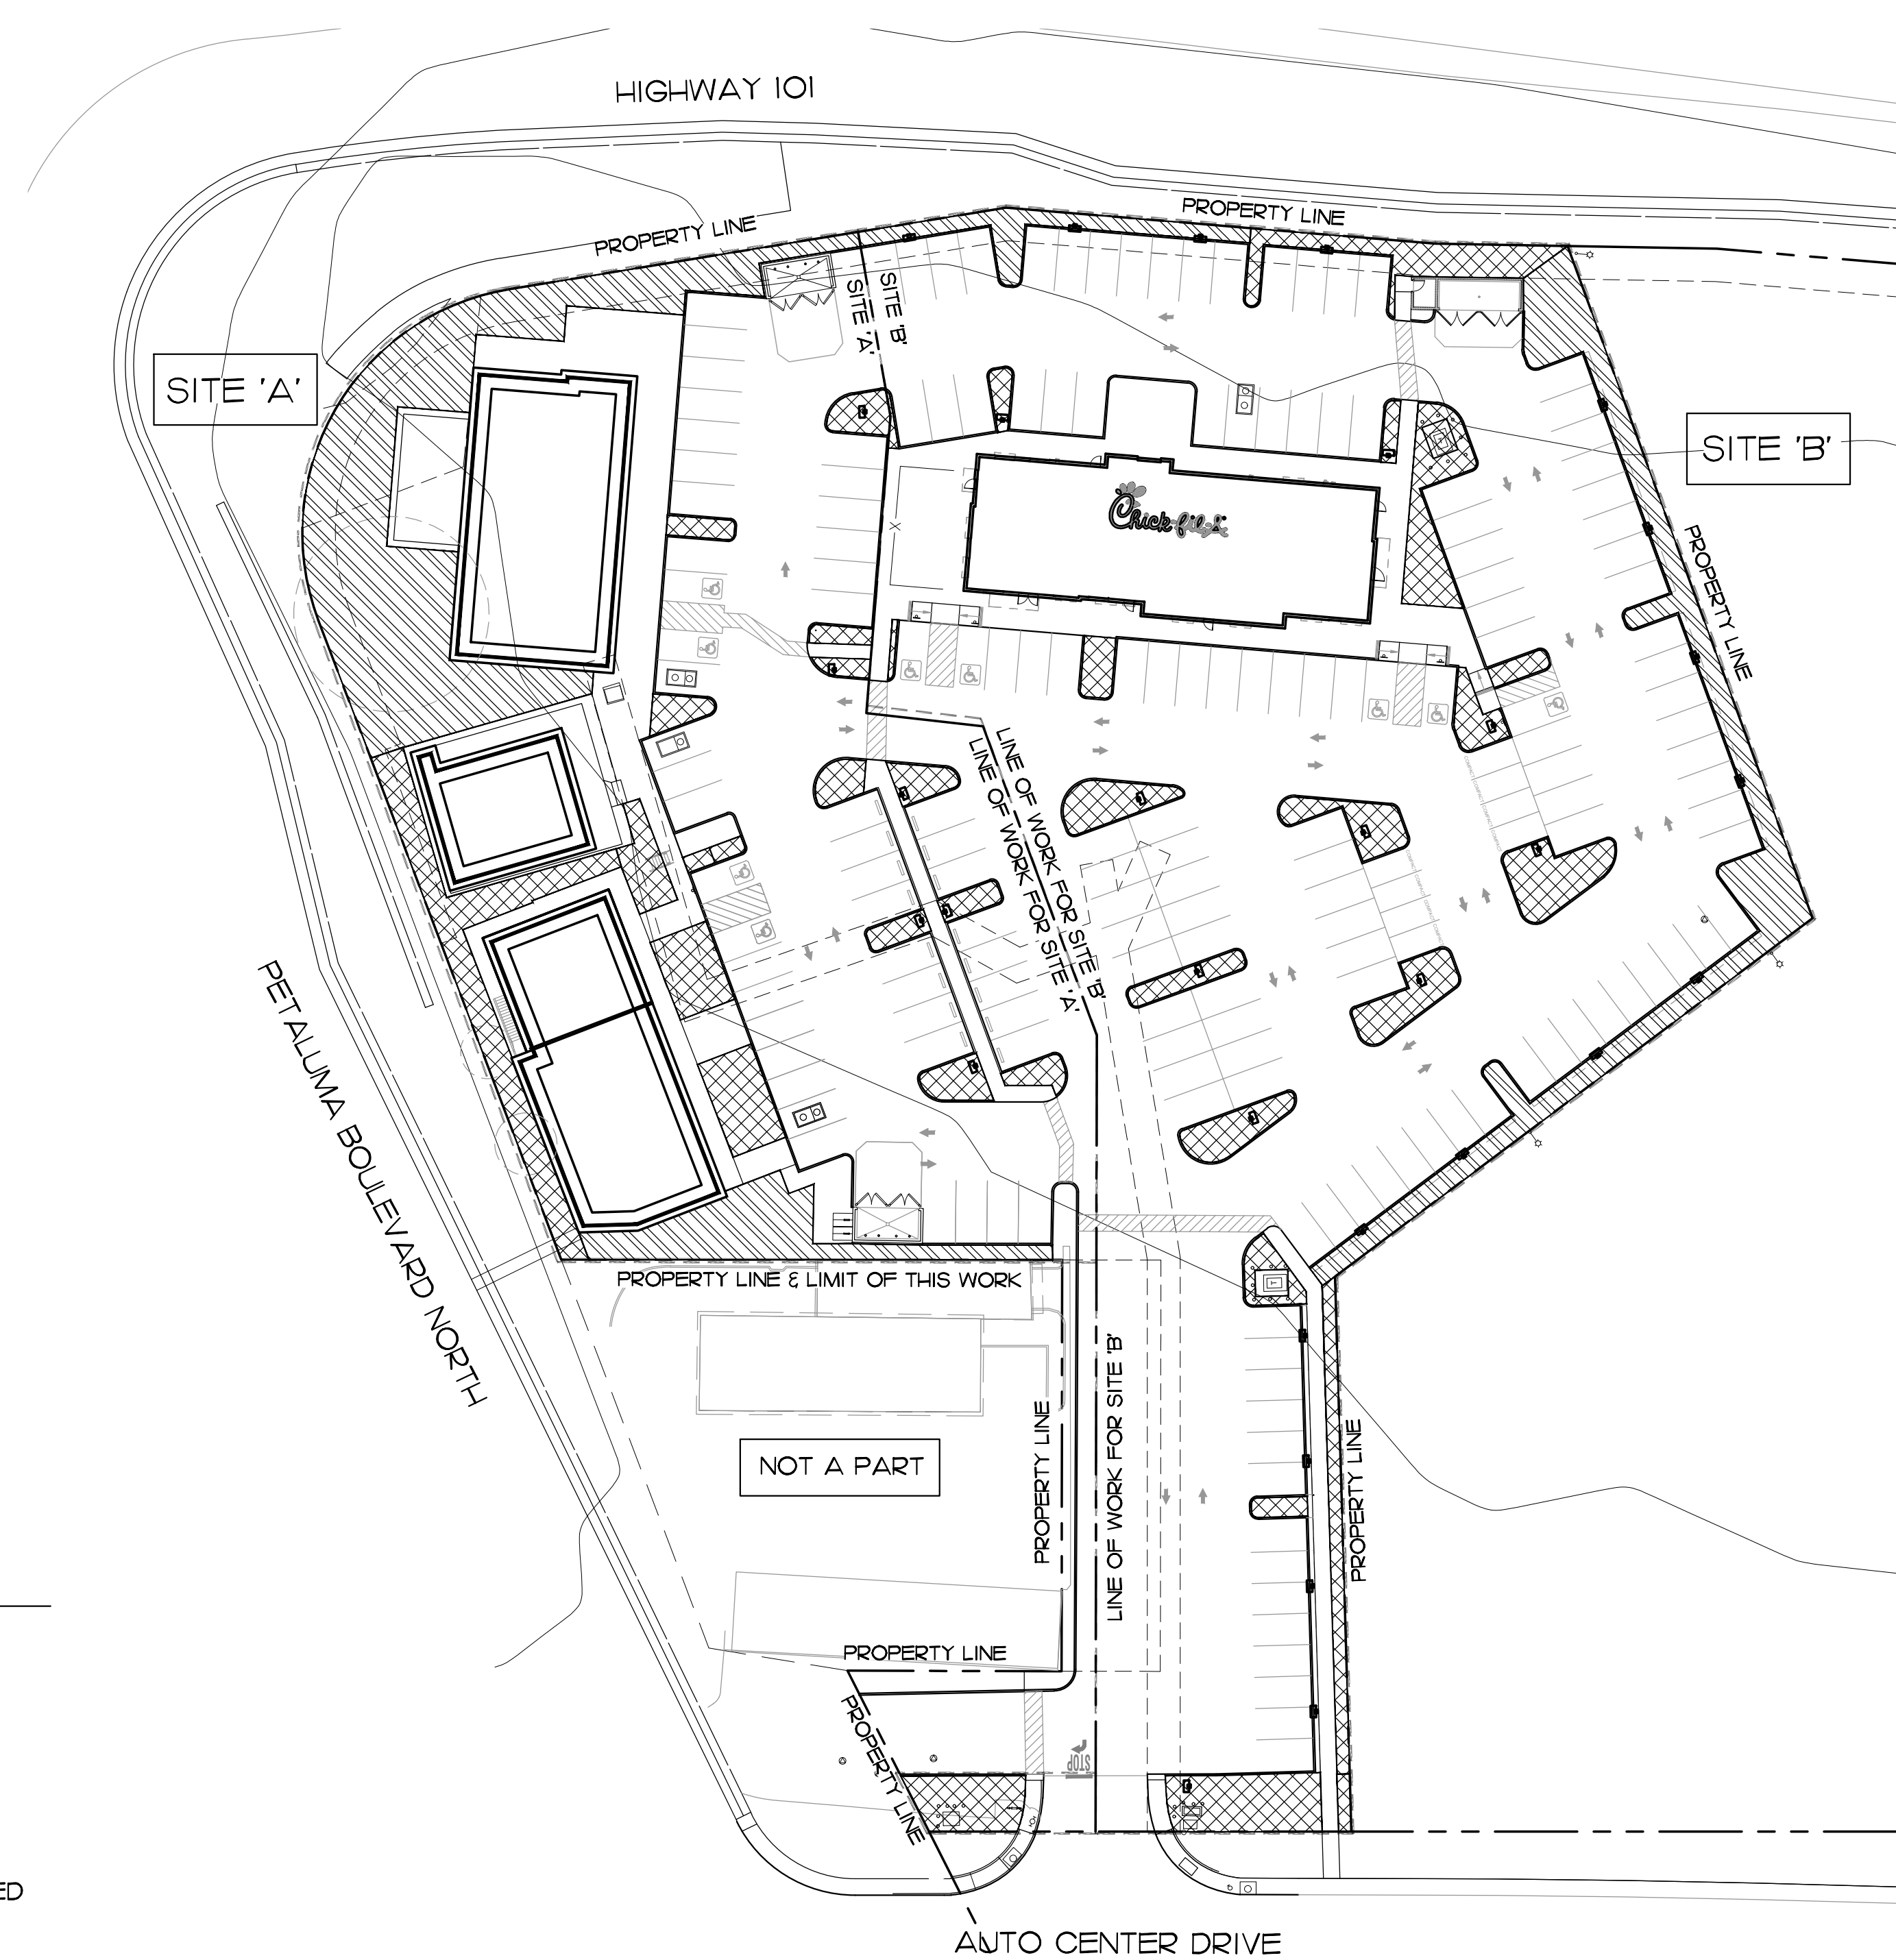 HIGHWAY 101
PROPERTY LINE
PROPERTY LINE
SITE 'A'
SITE 'B'
SITE 'A'
SITE 'B'
Chick-fil-A
PROPERTY LINE
LINE OF WORK FOR SITE 'B'
LINE OF WORK FOR SITE 'A'
PETALUMA BOULEVARD NORTH
PROPERTY LINE & LIMIT OF THIS WORK
NOT A PART
PROPERTY LINE
LINE OF WORK FOR SITE 'B'
PROPERTY LINE
PROPERTY LINE
PROPERTY LINE
STOP
ED
AUTO CENTER DRIVE